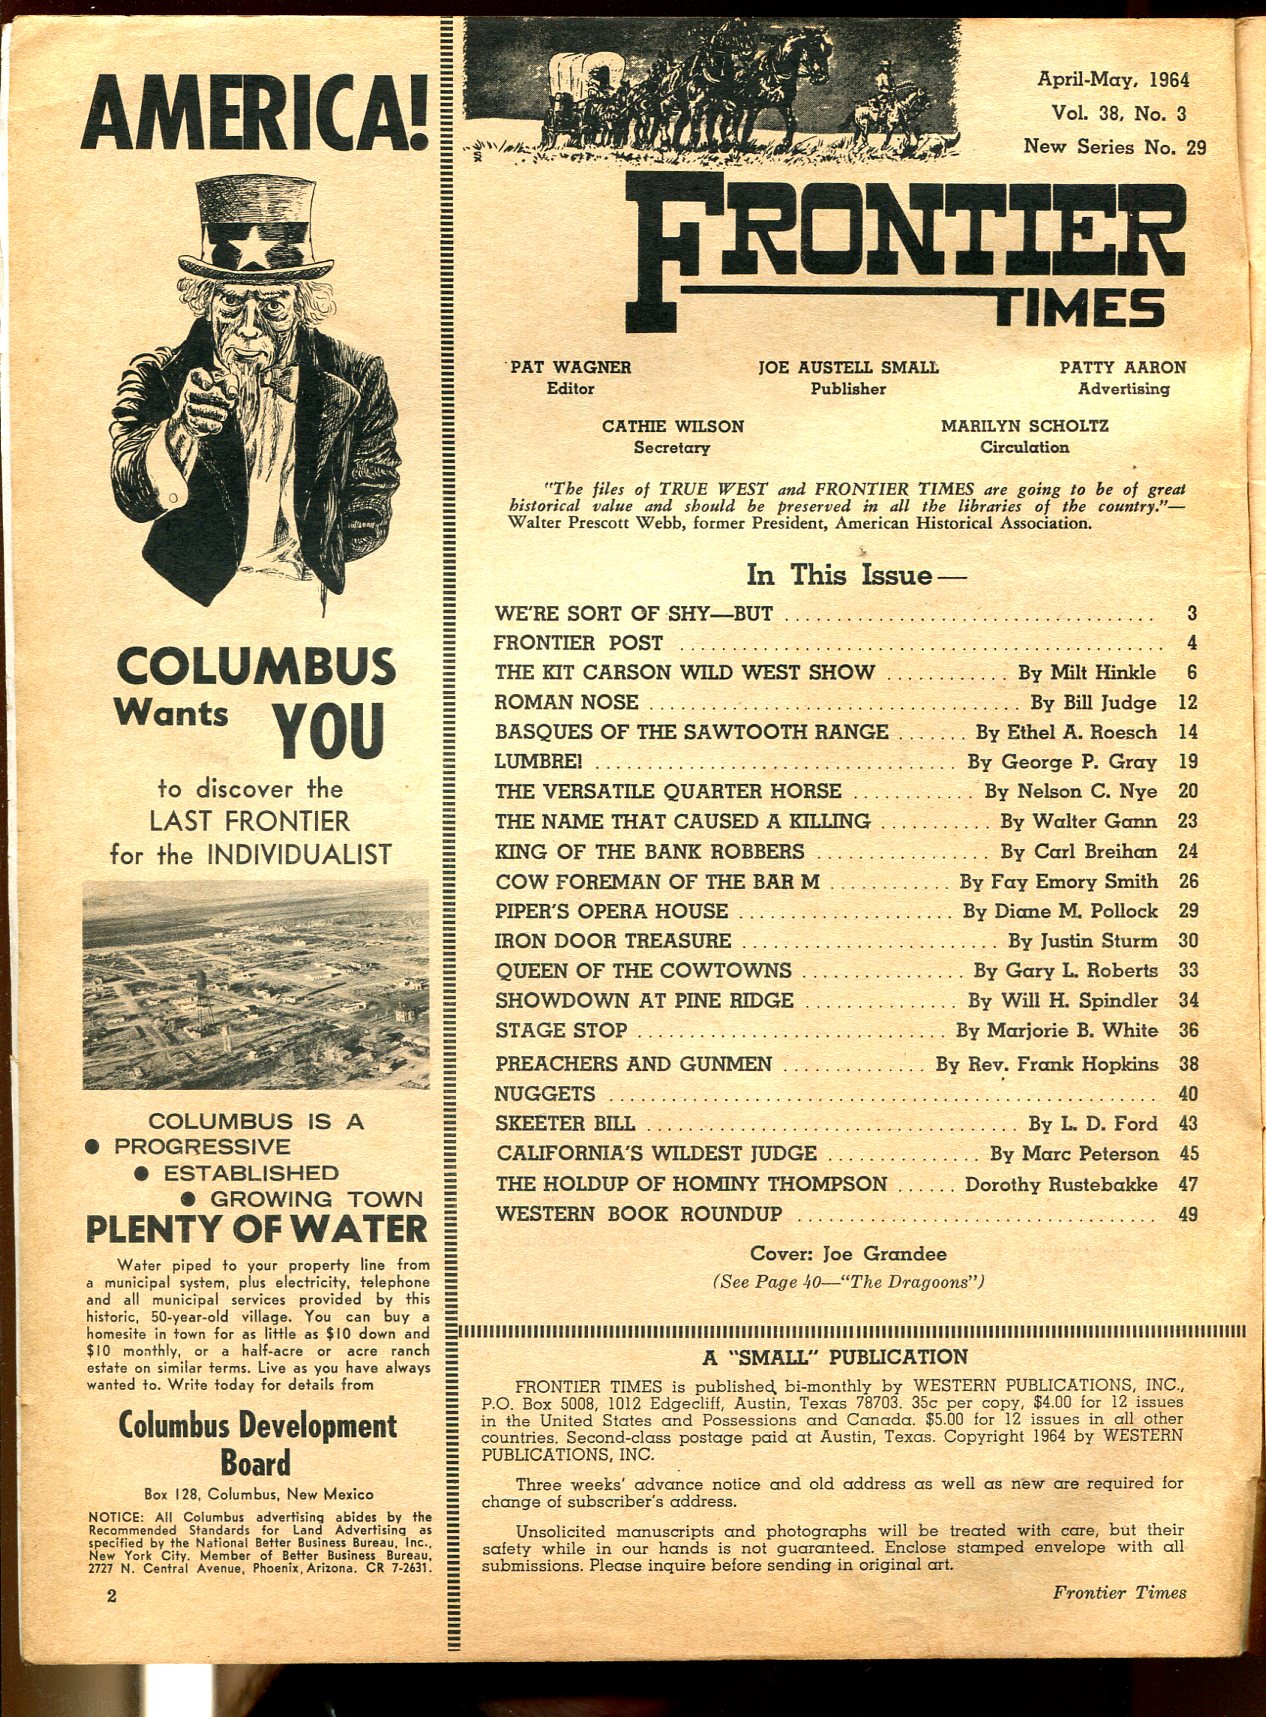 AMERICA!
COLUMBUS
Wants YOU
to discover the
LAST FRONTIER
for the INDIVIDUALIST
COLUMBUS IS A
● PROGRESSIVE
● ESTABLISHED
● GROWING TOWN
PLENTY OF WATER
Water piped to your property line from
a municipal system, plus electricity, telephone
and all municipal services provided by this
historic, 50-year-old village. You can buy a
homesite in town for as little as $10 down and
$10 monthly, or a half-acre or acre ranch
estate on similar terms. Live as you have always
wanted to. Write today for details from
Columbus Development
Board
Box 128, Columbus, New Mexico
NOTICE: All Columbus advertising abides by the
Recommended Standards for Land Advertising as
specified by the National Better Business Bureau, Inc.,
New York City. Member of Better Business Bureau,
2727 N. Central Avenue, Phoenix, Arizona. CR 7-2631.
2
April-May, 1964
Vol. 38, No. 3
New Series No. 29
FRONTIER
TIMES
PAT WAGNER JOE AUSTELL SMALL PATTY AARON
Editor Publisher Advertising
CATHIE WILSON MARILYN SCHOLTZ
Secretary Circulation
"The files of TRUE WEST and FRONTIER TIMES are going to be of great
historical value and should be preserved in all the libraries of the country."—
Walter Prescott Webb, former President, American Historical Association.
In This Issue—
WE'RE SORT OF SHY—BUT .......... 3
FRONTIER POST .......... 4
THE KIT CARSON WILD WEST SHOW .......... By Milt Hinkle 6
ROMAN NOSE .......... By Bill Judge 12
BASQUES OF THE SAWTOOTH RANGE ....... By Ethel A. Roesch 14
LUMBRE! .......... By George P. Gray 19
THE VERSATILE QUARTER HORSE .......... By Nelson C. Nye 20
THE NAME THAT CAUSED A KILLING .......... By Walter Gann 23
KING OF THE BANK ROBBERS .......... By Carl Breihan 24
COW FOREMAN OF THE BAR M .......... By Fay Emory Smith 26
PIPER'S OPERA HOUSE .......... By Diane M. Pollock 29
IRON DOOR TREASURE .......... By Justin Sturm 30
QUEEN OF THE COWTOWNS .......... By Gary L. Roberts 33
SHOWDOWN AT PINE RIDGE .......... By Will H. Spindler 34
STAGE STOP .......... By Marjorie B. White 36
PREACHERS AND GUNMEN .......... By Rev. Frank Hopkins 38
NUGGETS .......... 40
SKEETER BILL .......... By L. D. Ford 43
CALIFORNIA'S WILDEST JUDGE .......... By Marc Peterson 45
THE HOLDUP OF HOMINY THOMPSON ...... Dorothy Rustebakke 47
WESTERN BOOK ROUNDUP .......... 49
Cover: Joe Grandee
(See Page 40—"The Dragoons")
A "SMALL" PUBLICATION
FRONTIER TIMES is published bi-monthly by WESTERN PUBLICATIONS, INC.,
P.O. Box 5008, 1012 Edgecliff, Austin, Texas 78703. 35c per copy, $4.00 for 12 issues
in the United States and Possessions and Canada. $5.00 for 12 issues in all other
countries. Second-class postage paid at Austin, Texas. Copyright 1964 by WESTERN
PUBLICATIONS, INC.
Three weeks' advance notice and old address as well as new are required for
change of subscriber's address.
Unsolicited manuscripts and photographs will be treated with care, but their
safety while in our hands is not guaranteed. Enclose stamped envelope with all
submissions. Please inquire before sending in original art.
Frontier Times